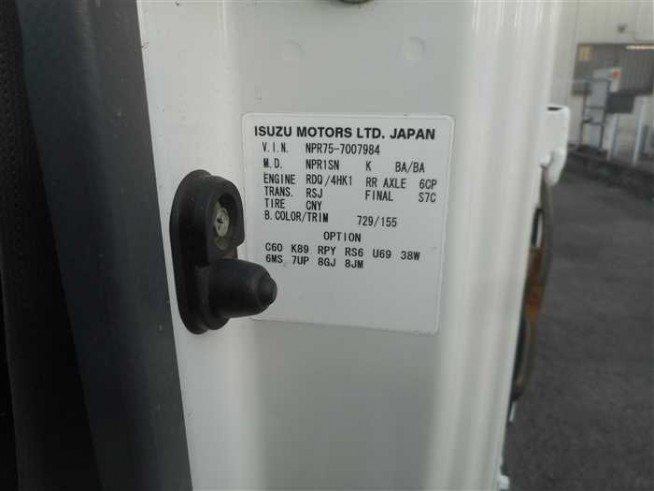 ISUZU MOTORS LTD. JAPAN
V.I.N. NPR75-7007984
M.D. NPR1SN K BA/BA
ENGINE RDQ/4HK1 RR AXLE 6CP
TRANS. RSJ FINAL S7C
TIRE CNY
B.COLOR/TRIM 729/155
OPTION
C60 K89 RPY RS6 U69 38W
6MS 7UP 8GJ 8JM